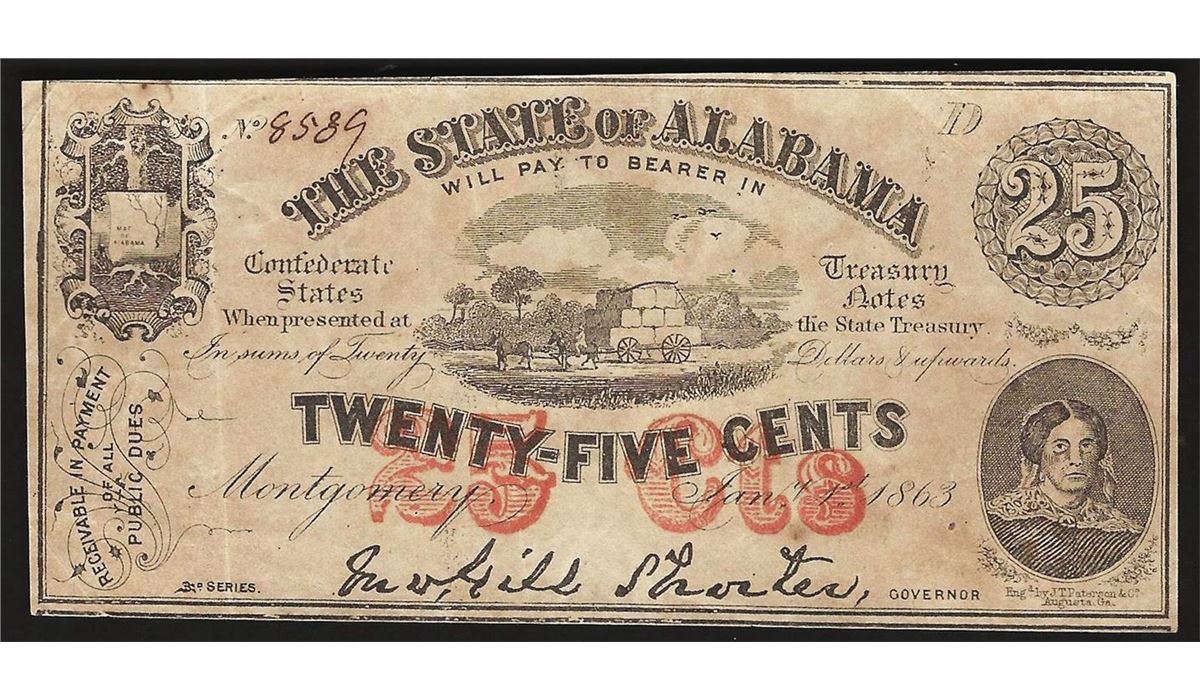 No 8589
D
THE STATE OF ALABAMA
WILL PAY TO BEARER IN
25
MAP
OF
ALABAMA
Confederate
States
When presented at
Treasury
Notes
the State Treasury.
In sums of Twenty
Dollars & upwards.
TWENTY-FIVE CENTS
25 Cts
Montgomery
Jany. 1st 1863
RECEIVABLE IN PAYMENT
OF ALL
PUBLIC DUES
3RD SERIES.
Jno, Gill Shorter,
GOVERNOR
Engd. by J.T. Paterson & Co
Augusta, Ga.